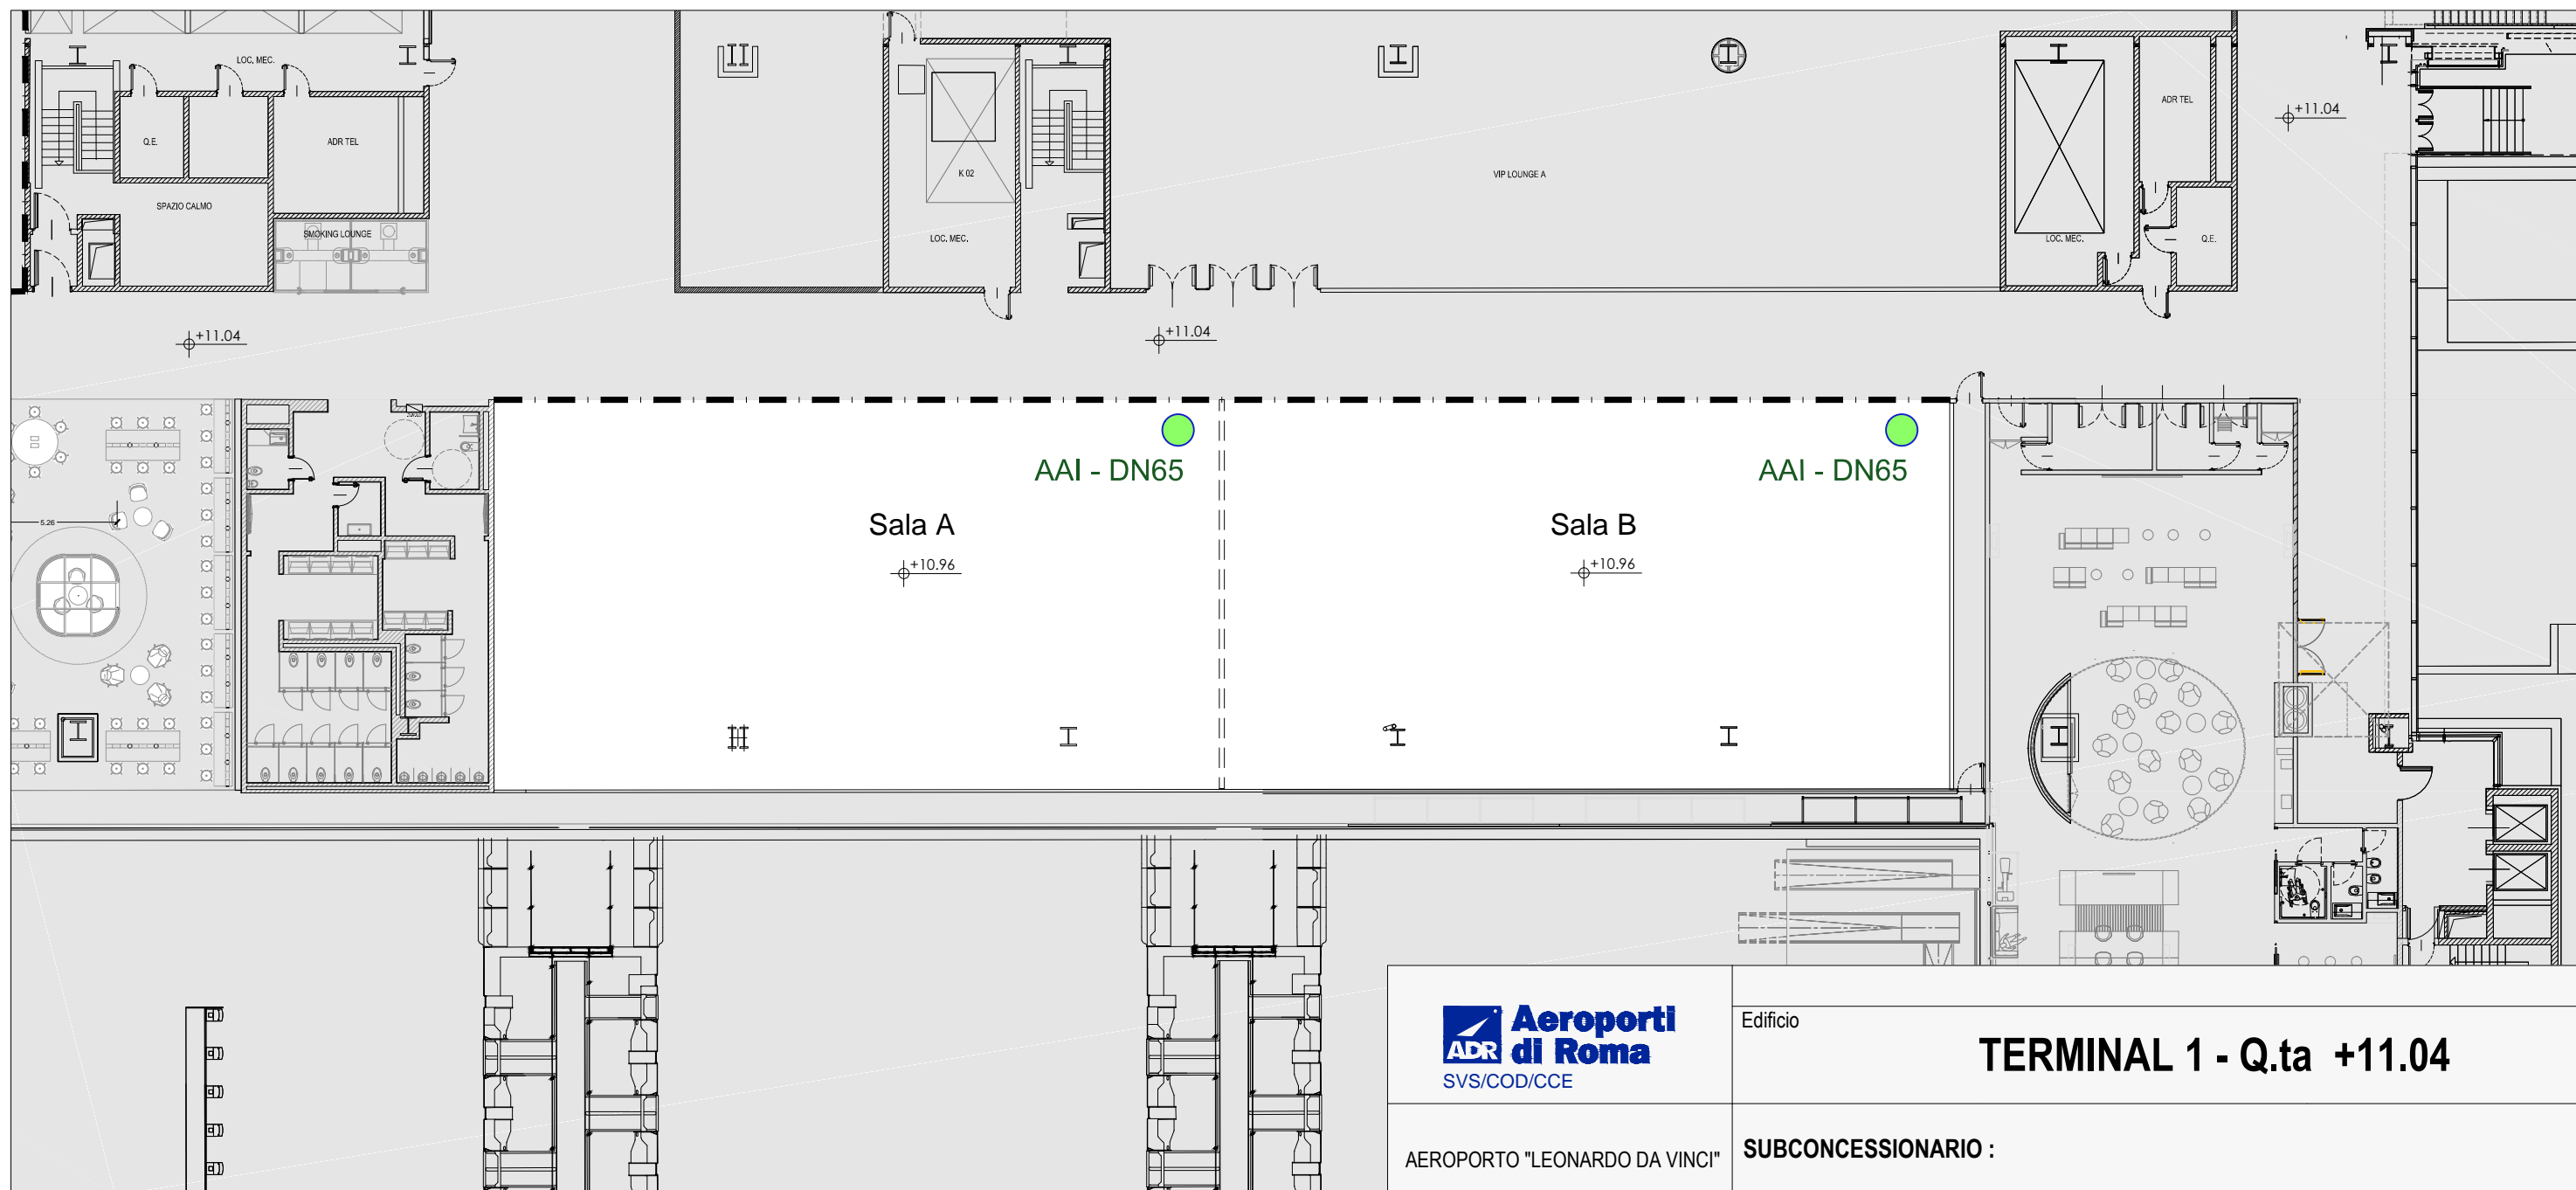 LOC. MEC.
Q.E.
ADR TEL
SPAZIO CALMO
SMOKING LOUNGE
K 02
LOC. MEC.
VIP LOUNGE A
ADR TEL
LOC. MEC.
Q.E.
+11.04
+11.04
+11.04
AAI - DN65
AAI - DN65
Sala A
+10.96
Sala B
+10.96
5.26
ADR
Aeroporti
di Roma
SVS/COD/CCE
Edificio
TERMINAL 1 - Q.ta +11.04
AEROPORTO "LEONARDO DA VINCI"
SUBCONCESSIONARIO :